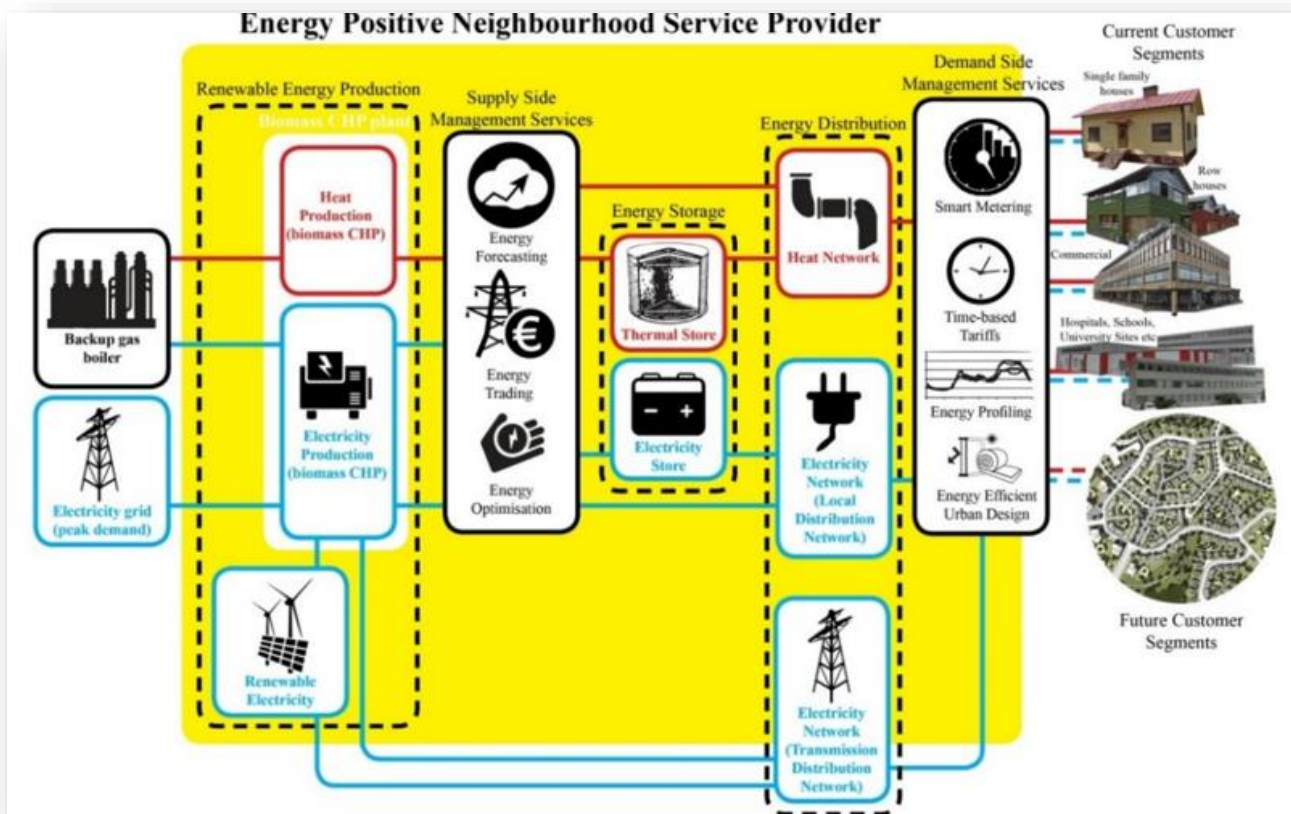 Energy Positive Neighbourhood Service Provider
Current Customer
Segments
Renewable Energy Production
Biomass CHP plant
Supply Side
Management Services
Energy Distribution
Demand Side
Management Services
Single family
houses
Heat
Production
(biomass CHP)
Energy
Forecasting
Energy Storage
Heat Network
Smart Metering
Row
houses
Commercial
Backup gas
boiler
€
Energy
Trading
Thermal Store
Time-based
Tariffs
Hospitals, Schools,
University Sites etc
Electricity
Production
(biomass CHP)
Electricity
Store
Energy Profiling
Electricity grid
(peak demand)
Energy
Optimisation
Electricity
Network
(Local
Distribution
Network)
Energy Efficient
Urban Design
Renewable
Electricity
Electricity
Network
(Transmission
Distribution
Network)
Future Customer
Segments